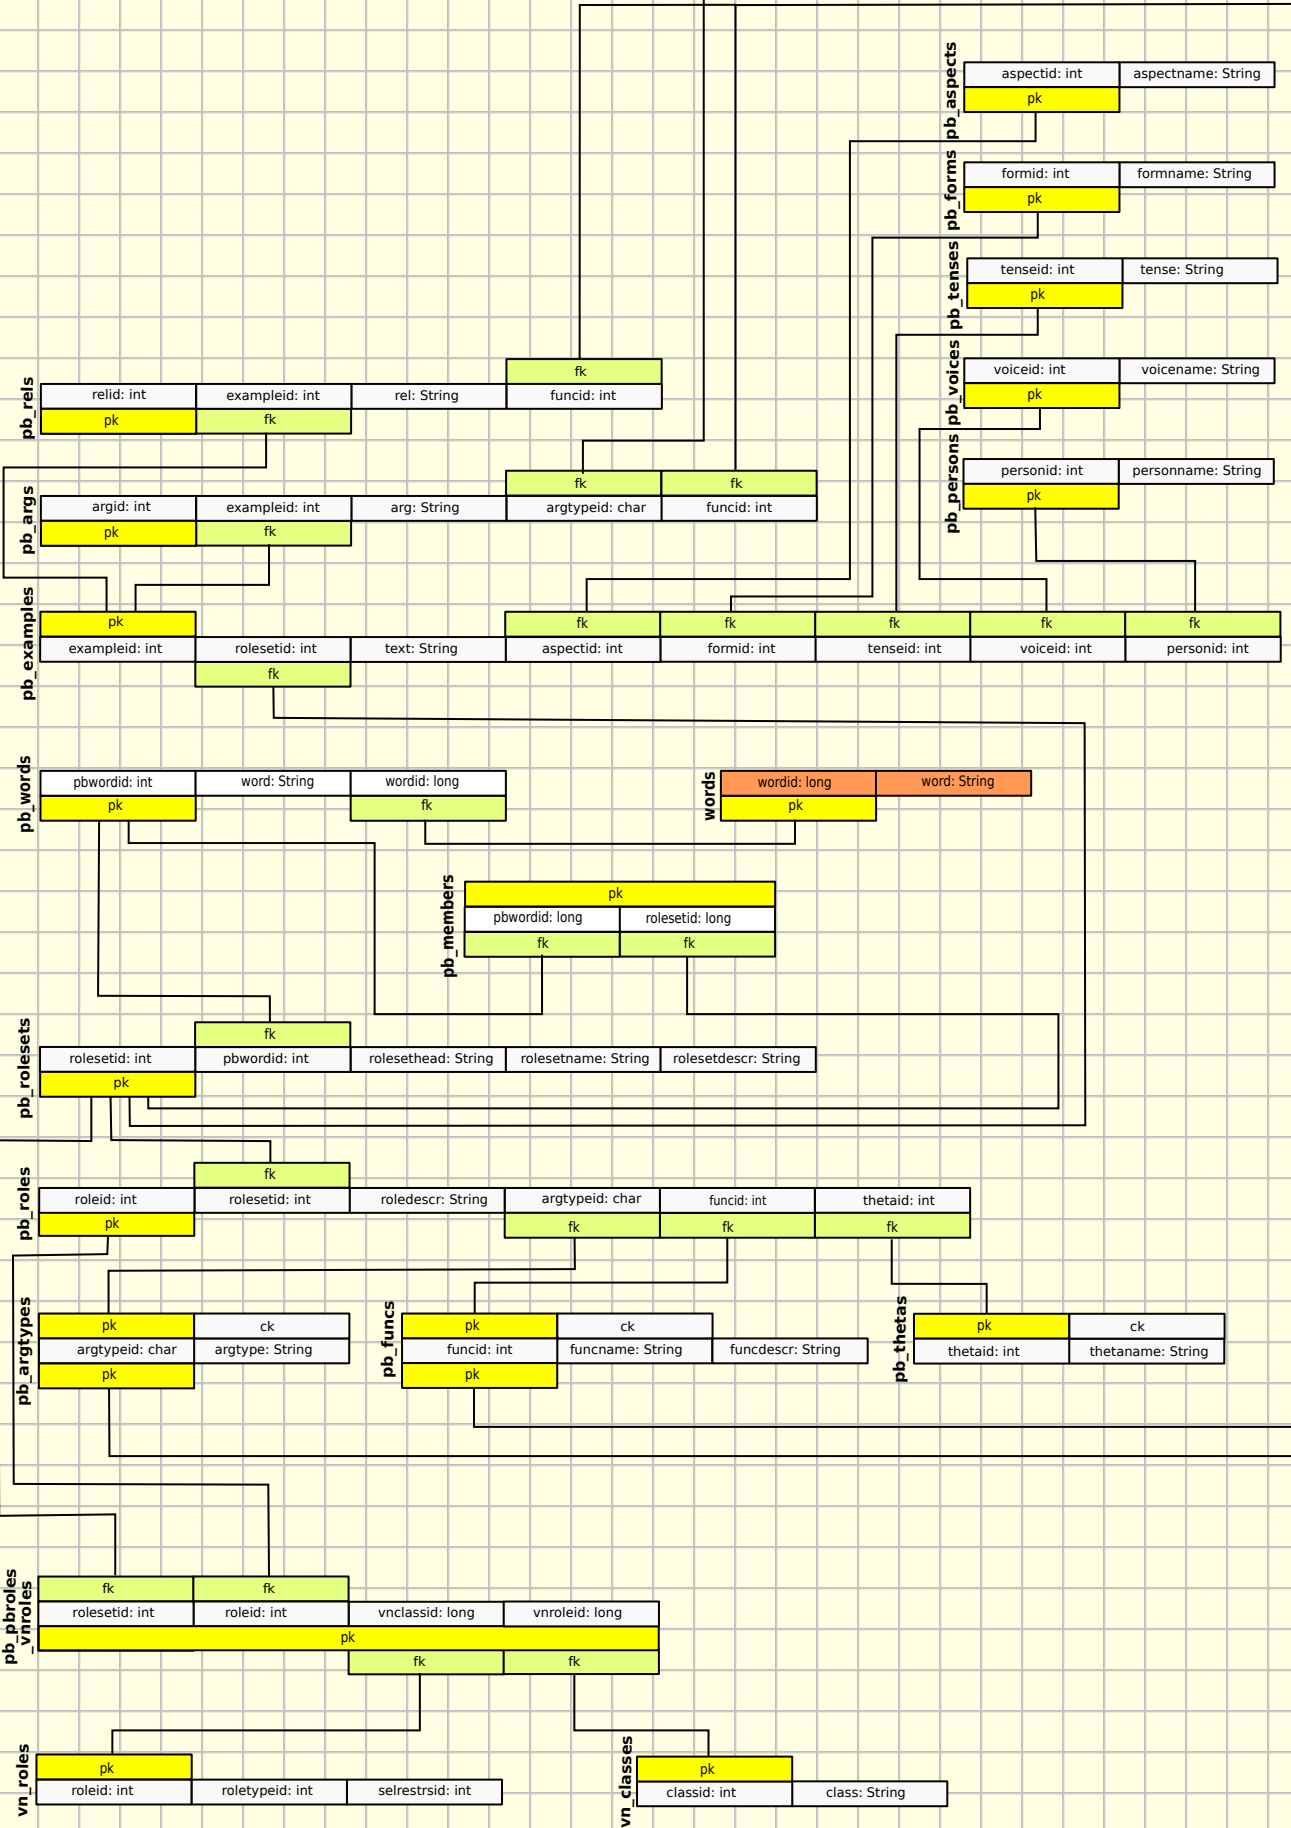 pb_aspects
aspectid: int aspectname: String
pk
pb_forms
formid: int formname: String
pk
pb_tenses
tenseid: int tense: String
pk
pb_voices
voiceid: int voicename: String
pk
pb_rels
fk
relid: int exampleid: int rel: String funcid: int
pk fk
pb_persons
personid: int personname: String
pk
pb_args
fk fk
argid: int exampleid: int arg: String argtypeid: char funcid: int
pk fk
pb_examples
pk fk fk fk fk fk
exampleid: int rolesetid: int text: String aspectid: int formid: int tenseid: int voiceid: int personid: int
fk
pb_words
pbwordid: int word: String wordid: long
pk fk
words
wordid: long word: String
pk
pb_members
pk
pbwordid: long rolesetid: long
fk fk
pb_rolesets
fk
rolesetid: int pbwordid: int rolesethead: String rolesetname: String rolesetdescr: String
pk
pb_roles
fk
roleid: int rolesetid: int roledescr: String argtypeid: char funcid: int thetaid: int
pk fk fk fk
pb_argtypes
pk ck
argtypeid: char argtype: String
pk
pb_funcs
pk ck
funcid: int funcname: String funcdescr: String
pk
pb_thetas
pk ck
thetaid: int thetaname: String
pb_pbroles
_vnroles
fk fk
rolesetid: int roleid: int vnclassid: long vnroleid: long
pk
fk fk
vn_roles
pk
roleid: int roletypeid: int selrestrsid: int
vn_classes
pk
classid: int class: String